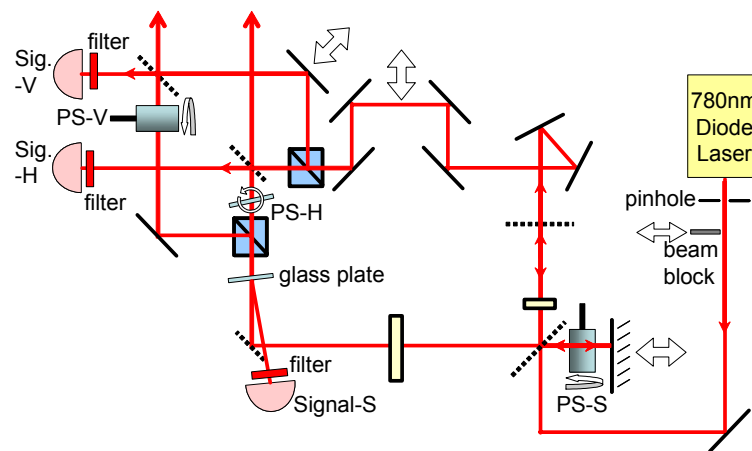 filter
Sig.
-V
PS-V
Sig.
-H
filter
PS-H
glass plate
filter
Signal-S
PS-S
780nm
Diode
Laser
pinhole
beam
block